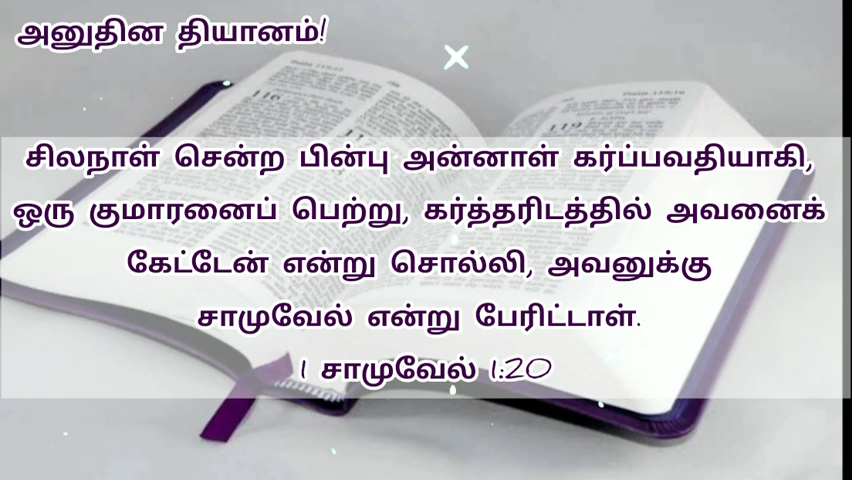 அனுதின தியானம்!
சிலநாள் சென்ற பின்பு அன்னாள் கர்ப்பவதியாகி,
ஒரு குமாரனைப் பெற்று, கர்த்தரிடத்தில் அவனைக்
கேட்டேன் என்று சொல்லி, அவனுக்கு
சாமுவேல் என்று பேரிட்டாள்.
1 சாமுவேல் 1:20